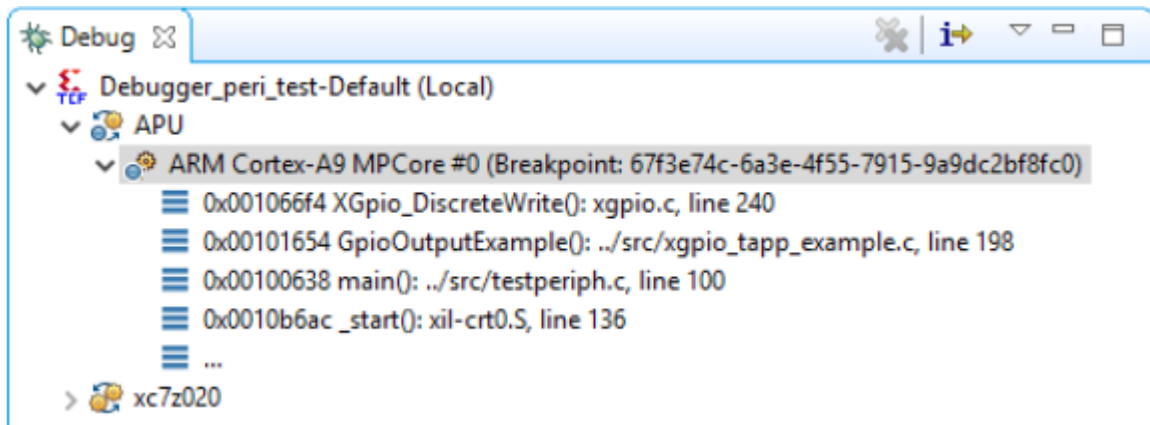 Debug
i
TCF Debugger_peri_test-Default (Local)
APU
ARM Cortex-A9 MPCore #0 (Breakpoint: 67f3e74c-6a3e-4f55-7915-9a9dc2bf8fc0)
0x001066f4 XGpio_DiscreteWrite(): xgpio.c, line 240
0x00101654 GpioOutputExample(): ../src/xgpio_tapp_example.c, line 198
0x00100638 main(): ../src/testperiph.c, line 100
0x0010b6ac _start(): xil-crt0.S, line 136
...
xc7z020